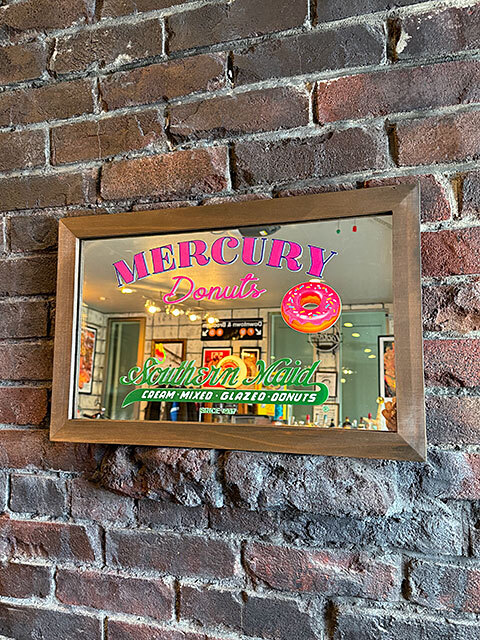 MERCURY
Donuts
Southern Maid
CREAM · MIXED · GLAZED · DONUTS
SINCE 1937